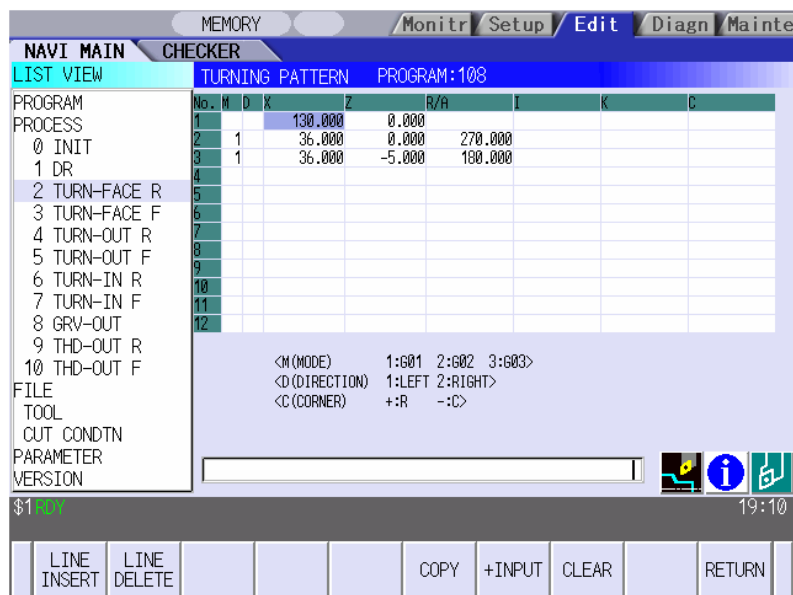 MEMORY Monitr Setup Edit Diagn Mainte
NAVI MAIN CHECKER
LIST VIEW
TURNING PATTERN PROGRAM:108
PROGRAM
PROCESS
0 INIT
1 DR
2 TURN-FACE R
3 TURN-FACE F
4 TURN-OUT R
5 TURN-OUT F
6 TURN-IN R
7 TURN-IN F
8 GRV-OUT
9 THD-OUT R
10 THD-OUT F
FILE
TOOL
CUT CONDTN
PARAMETER
VERSION
No. M D X Z R/A I K C
1 130.000 0.000
2 1 36.000 0.000 270.000
3 1 36.000 -5.000 180.000
4
5
6
7
8
9
10
11
12
<M(MODE) 1:G01 2:G02 3:G03>
<D(DIRECTION) 1:LEFT 2:RIGHT>
<C(CORNER) +:R -:C>
i
$1 RDY 19:10
LINE INSERT
LINE DELETE
COPY
+INPUT
CLEAR
RETURN